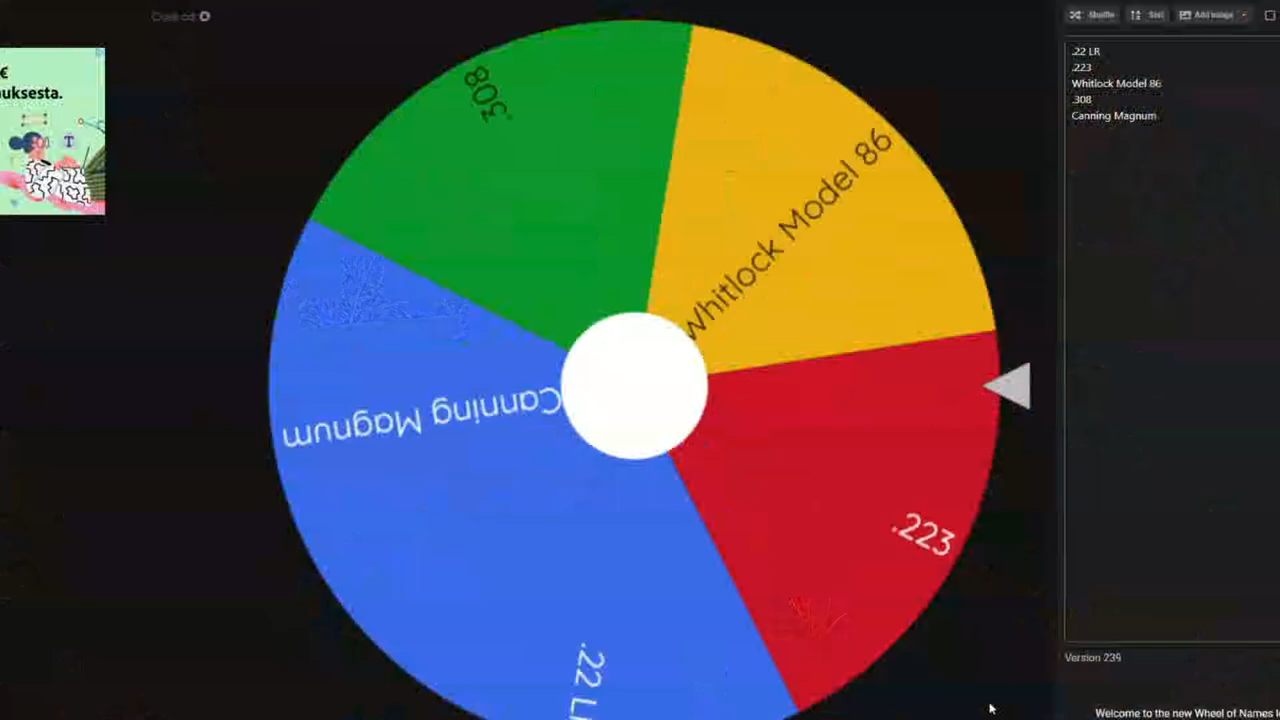 €
uksesta.
T
Shuffle
Sort
Add image
.22 LR
.223
Whitlock Model 86
.308
Canning Magnum
.308
Whitlock Model 86
.223
.22 L
Canning Magnum
Version 239
Welcome to the new Wheel of Names